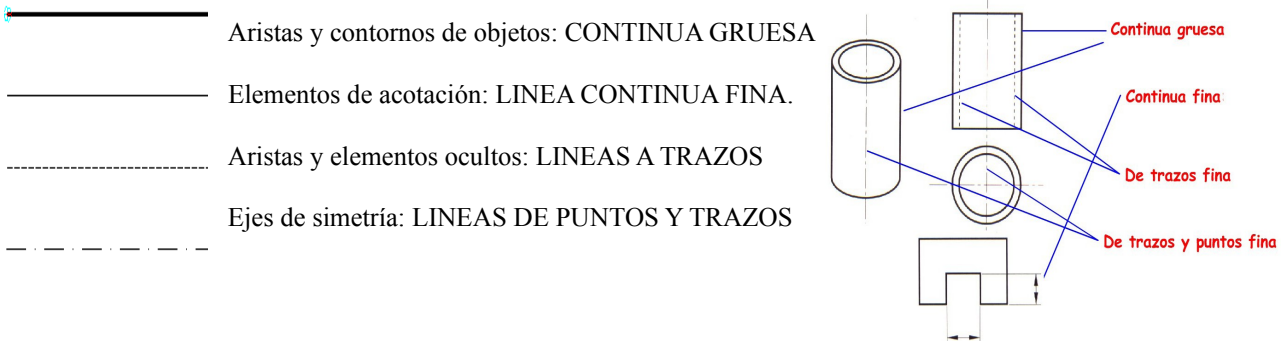 Aristas y contornos de objetos: CONTINUA GRUESA
Elementos de acotación: LINEA CONTINUA FINA.
Aristas y elementos ocultos: LINEAS A TRAZOS
Ejes de simetría: LINEAS DE PUNTOS Y TRAZOS
Continua gruesa
Continua fina
De trazos fina
De trazos y puntos fina